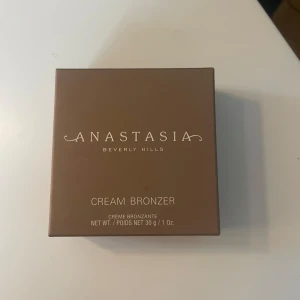 ANASTASIA
BEVERLY HILLS
CREAM BRONZER
CRÈME BRONZANTE
NET WT. / POIDS NET 30 g / 1 Oz